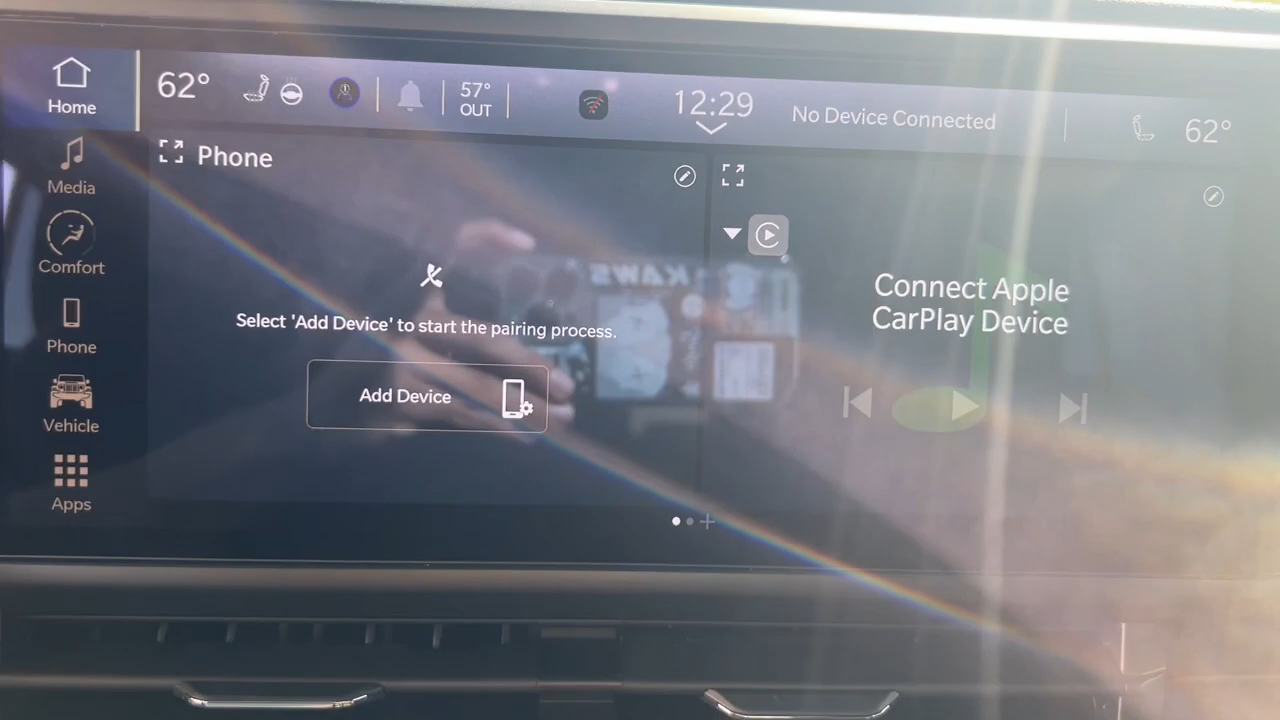 Home
62°
57°
OUT
12:29
No Device Connected
62°
Media
Comfort
Phone
Vehicle
Apps
Phone
Select 'Add Device' to start the pairing process.
Add Device
Connect Apple
CarPlay Device
KAWS